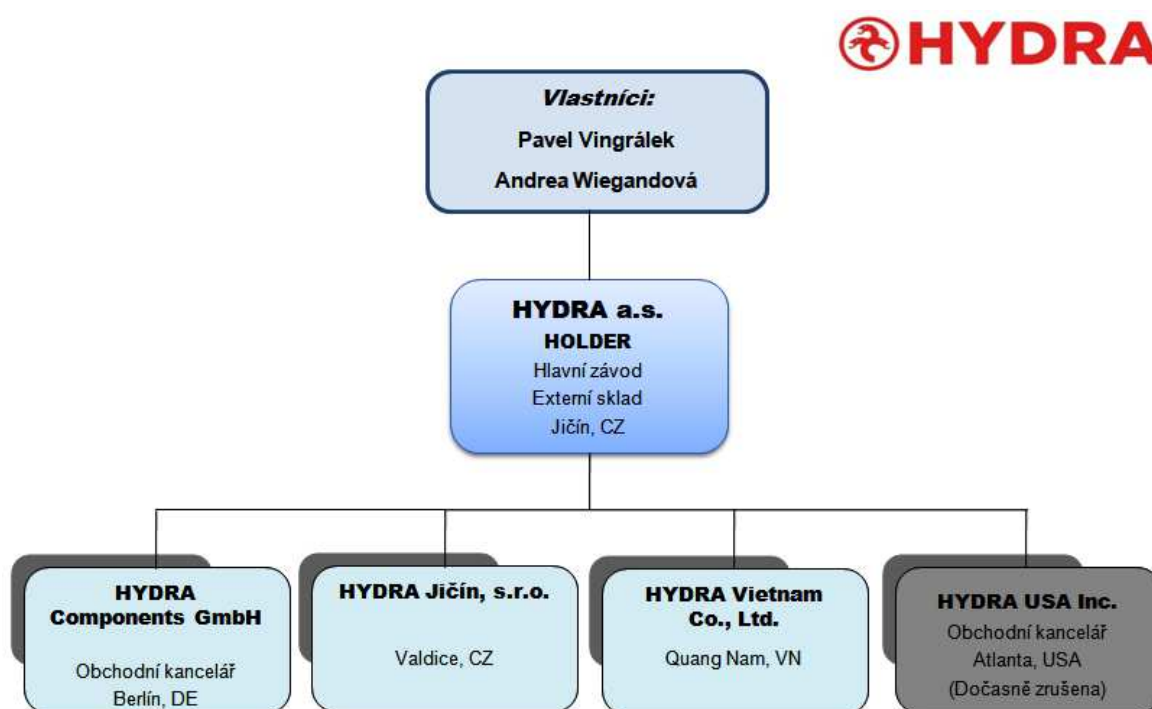 HYDRA
Vlastníci:
Pavel Vingrálek
Andrea Wiegandová
HYDRA a.s.
HOLDER
Hlavní závod
Externí sklad
Jičín, CZ
HYDRA
Components GmbH
Obchodní kancelář
Berlín, DE
HYDRA Jičín, s.r.o.
Valdice, CZ
HYDRA Vietnam
Co., Ltd.
Quang Nam, VN
HYDRA USA Inc.
Obchodní kancelář
Atlanta, USA
(Dočasně zrušena)